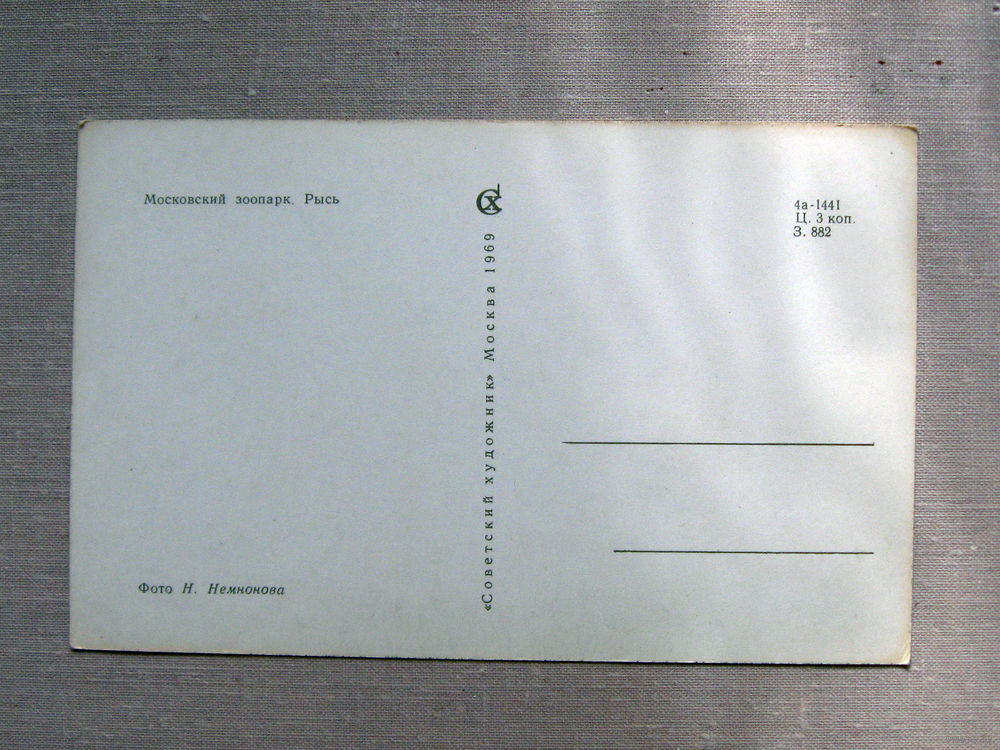 Московский зоопарк. Рысь
Фото Н. Немнонова
СХ
«Советский художник» Москва 1969
4а-1441
Ц. 3 коп.
З. 882